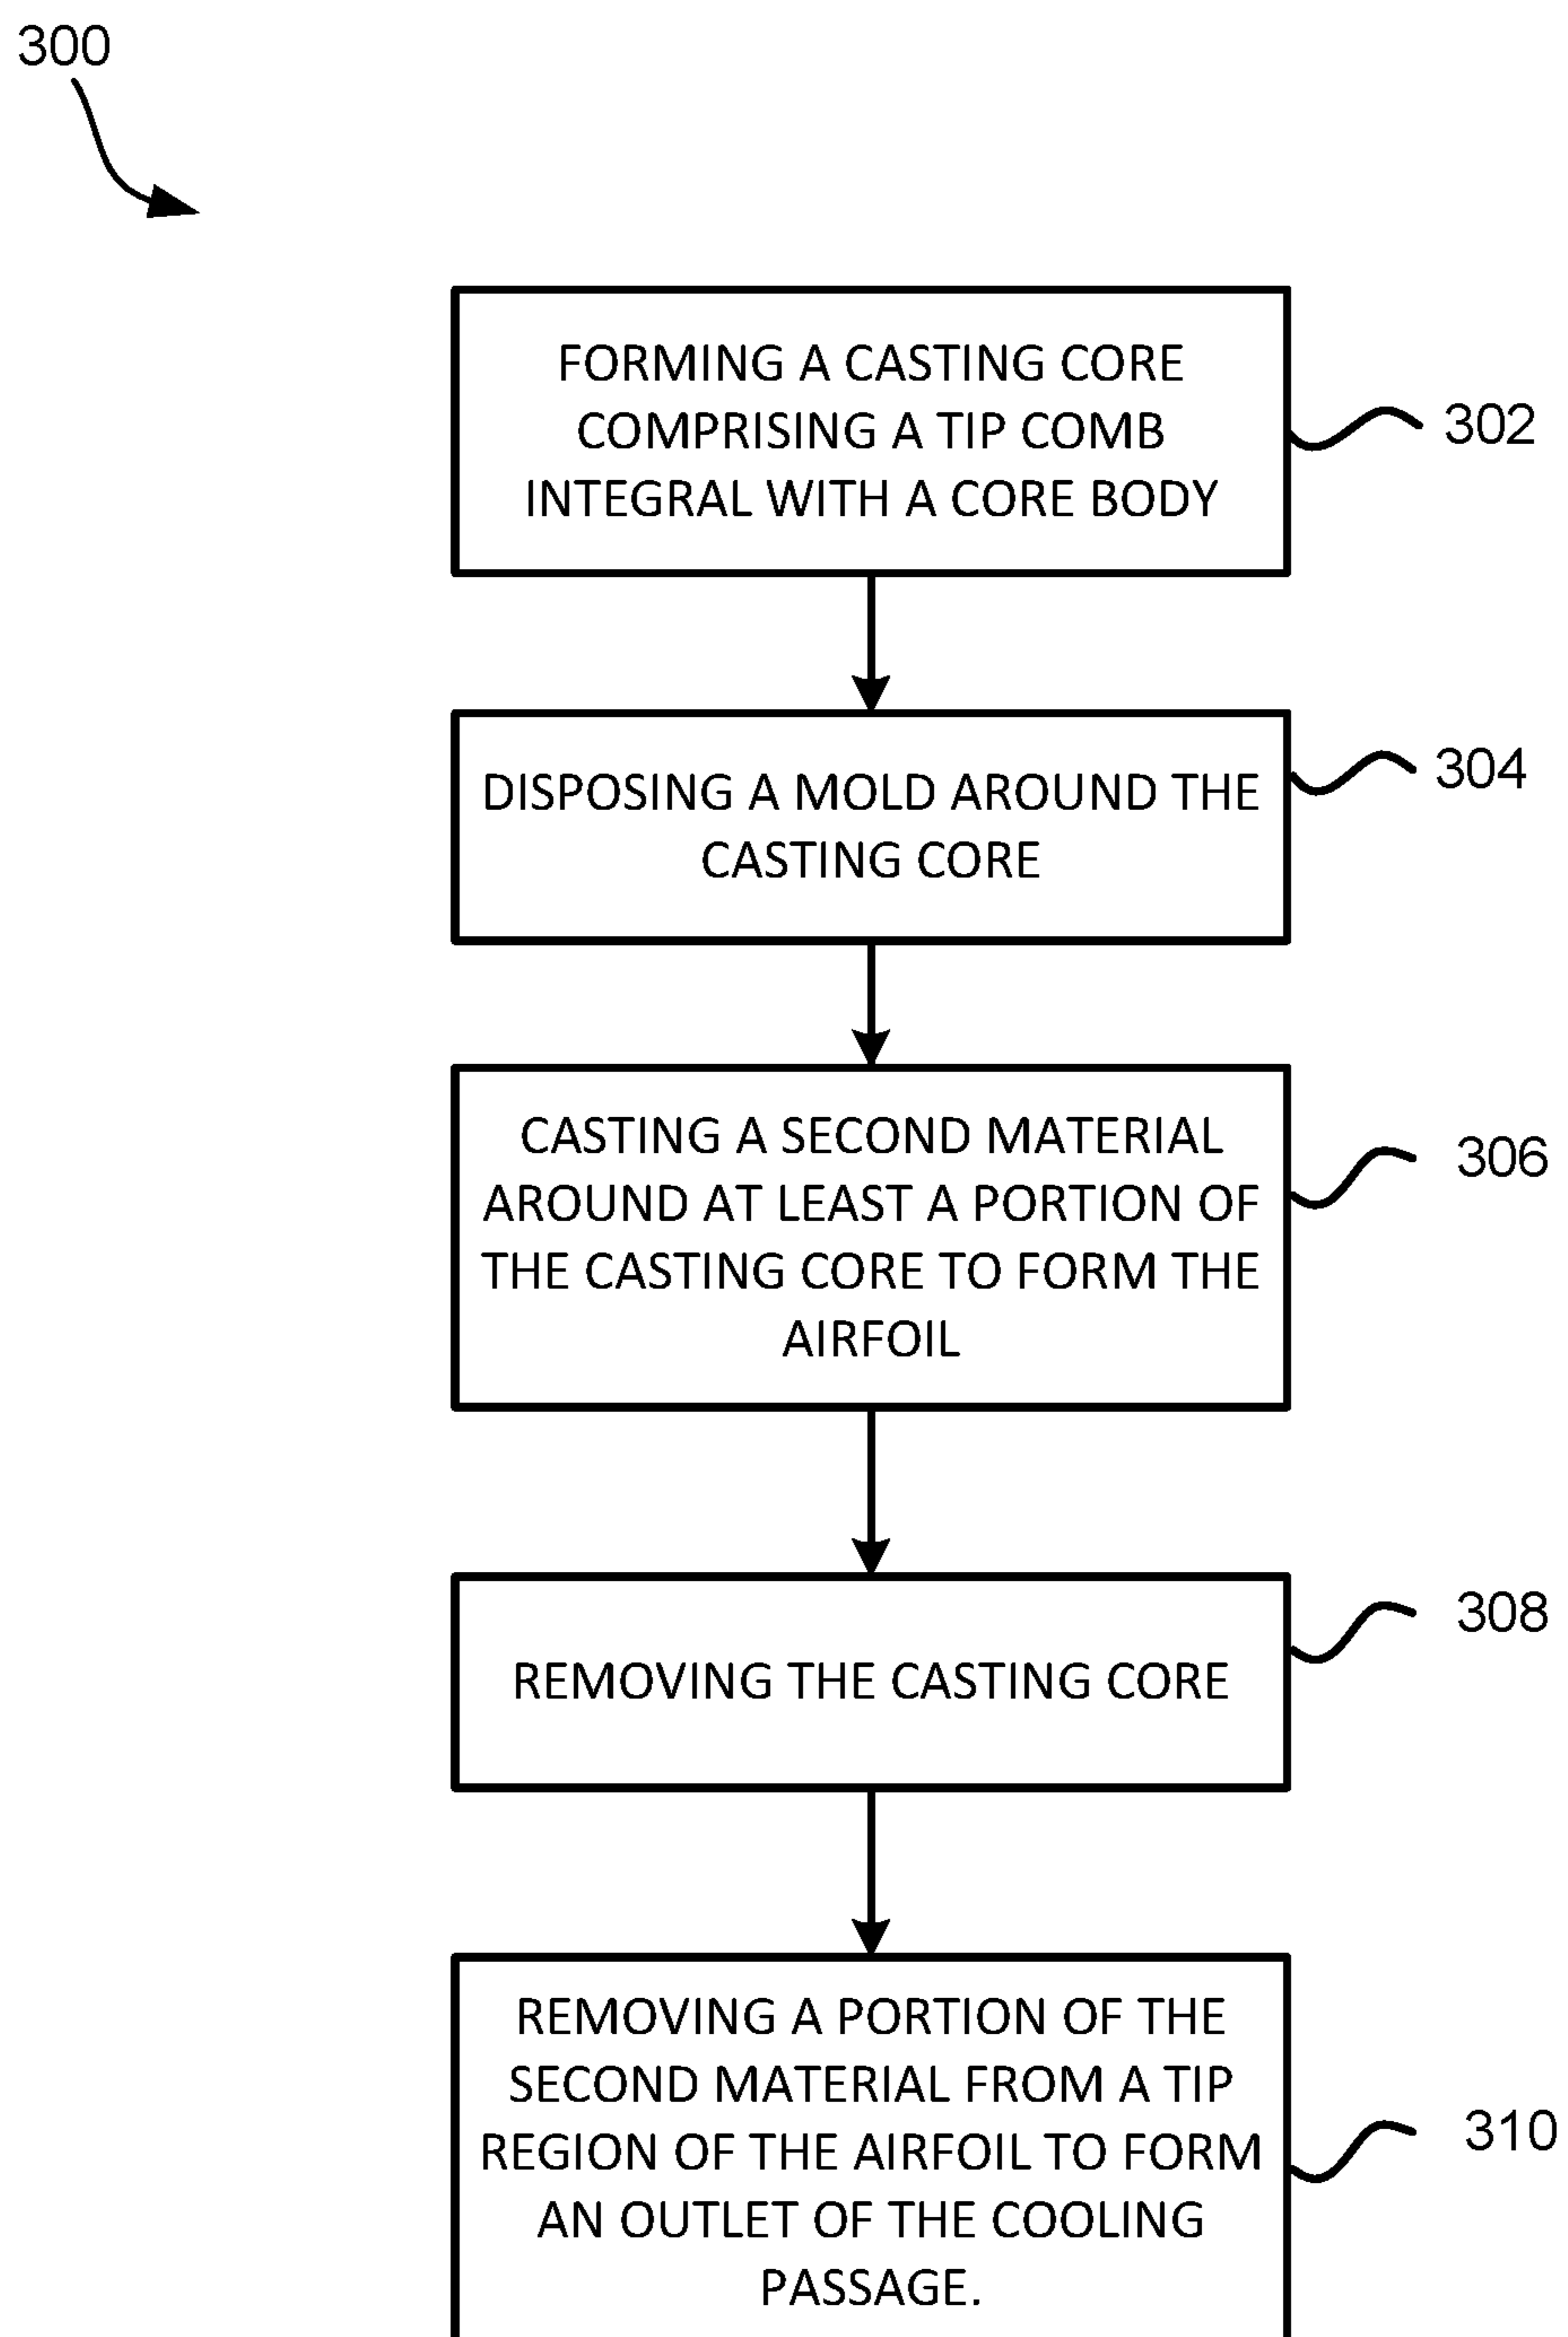 300
FORMING A CASTING CORE
COMPRISING A TIP COMB
INTEGRAL WITH A CORE BODY
302
DISPOSING A MOLD AROUND THE
CASTING CORE
304
CASTING A SECOND MATERIAL
AROUND AT LEAST A PORTION OF
THE CASTING CORE TO FORM THE
AIRFOIL
306
REMOVING THE CASTING CORE
308
REMOVING A PORTION OF THE
SECOND MATERIAL FROM A TIP
REGION OF THE AIRFOIL TO FORM
AN OUTLET OF THE COOLING
PASSAGE.
310